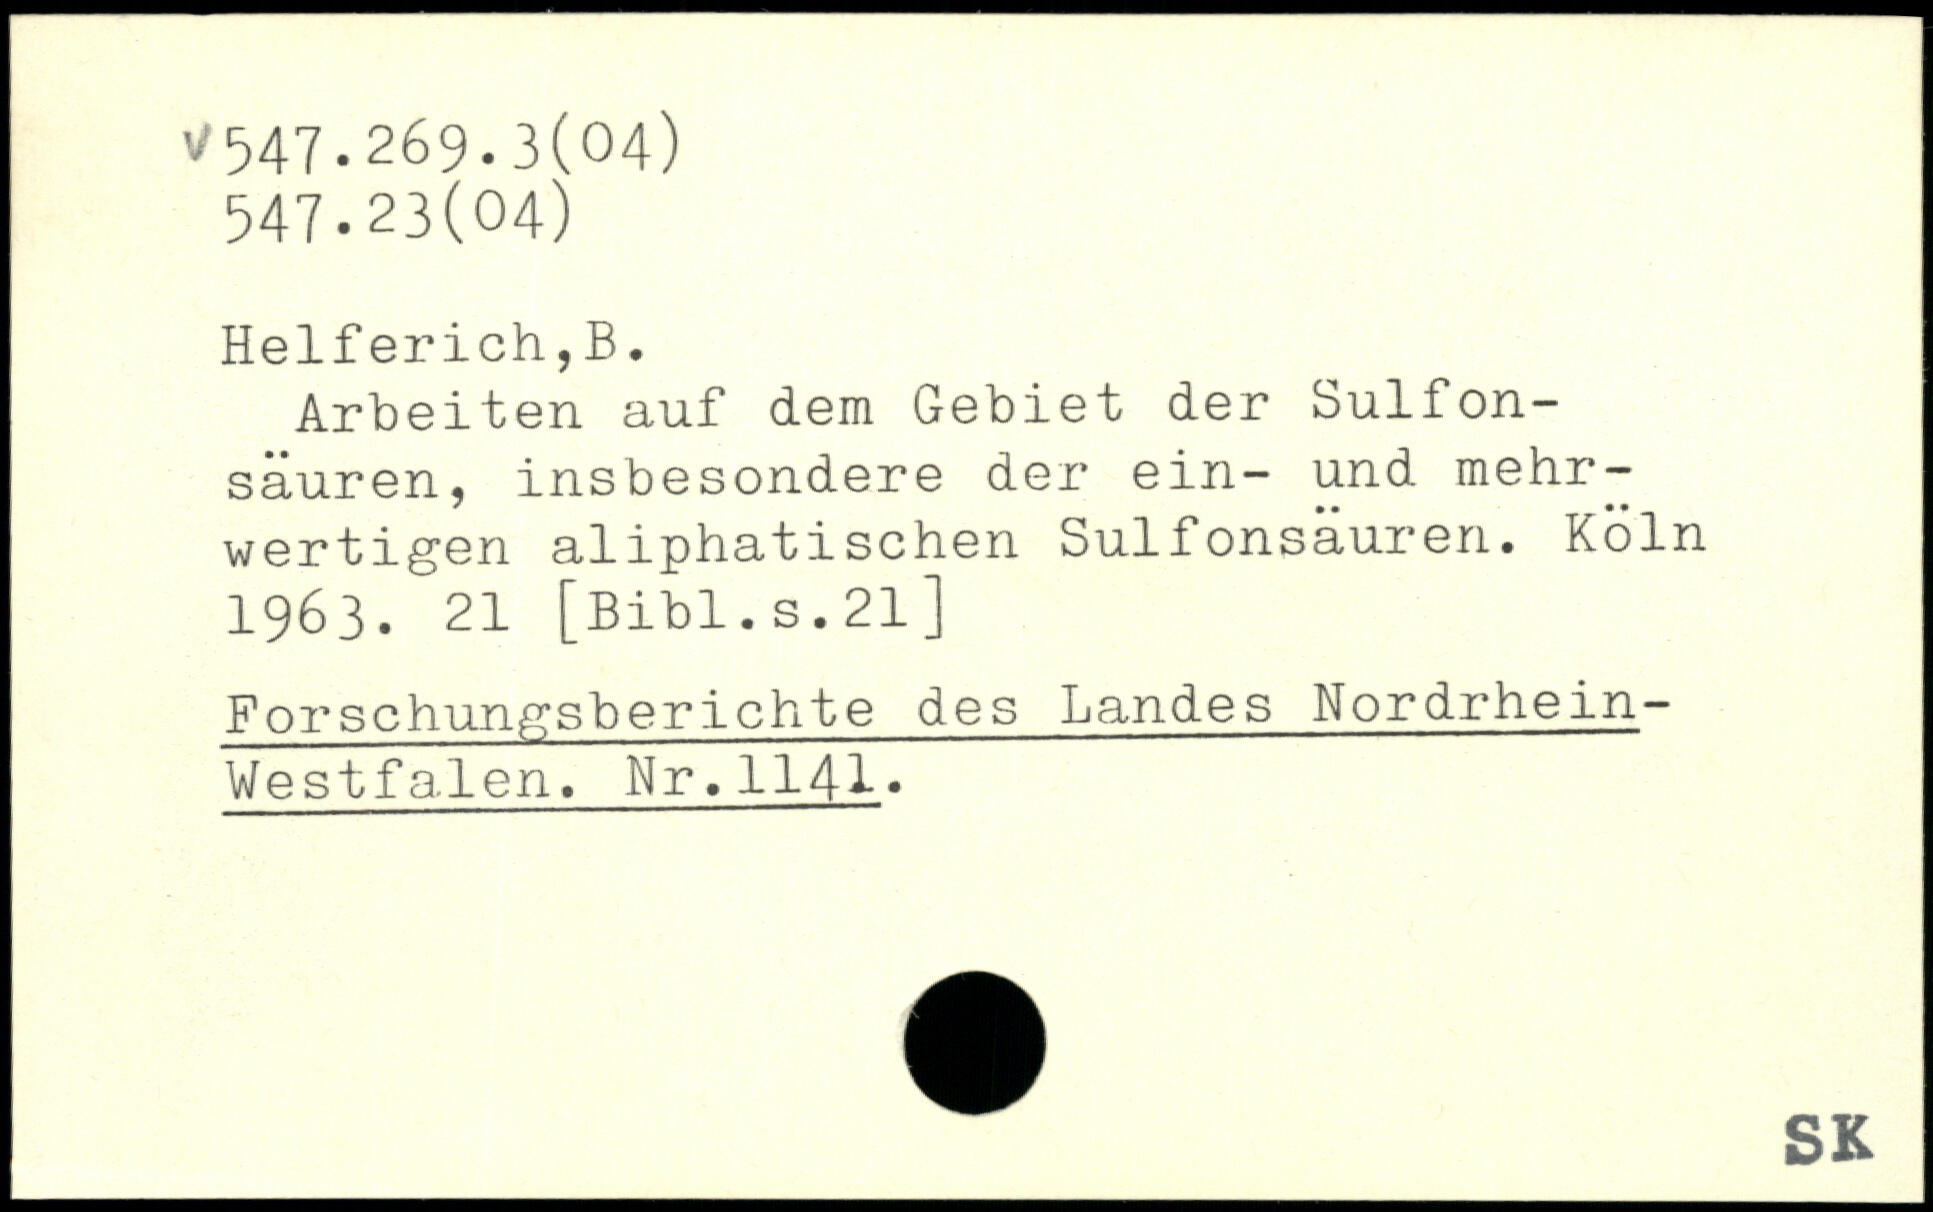 v 547.269.3(04)
547.23(04)
Helferich,B.
Arbeiten auf dem Gebiet der Sulfon-
säuren, insbesondere der ein- und mehr-
wertigen aliphatischen Sulfonsäuren. Köln
1963. 21 [Bibl.s.21]
Forschungsberichte des Landes Nordrhein-
Westfalen. Nr.1141.
SK